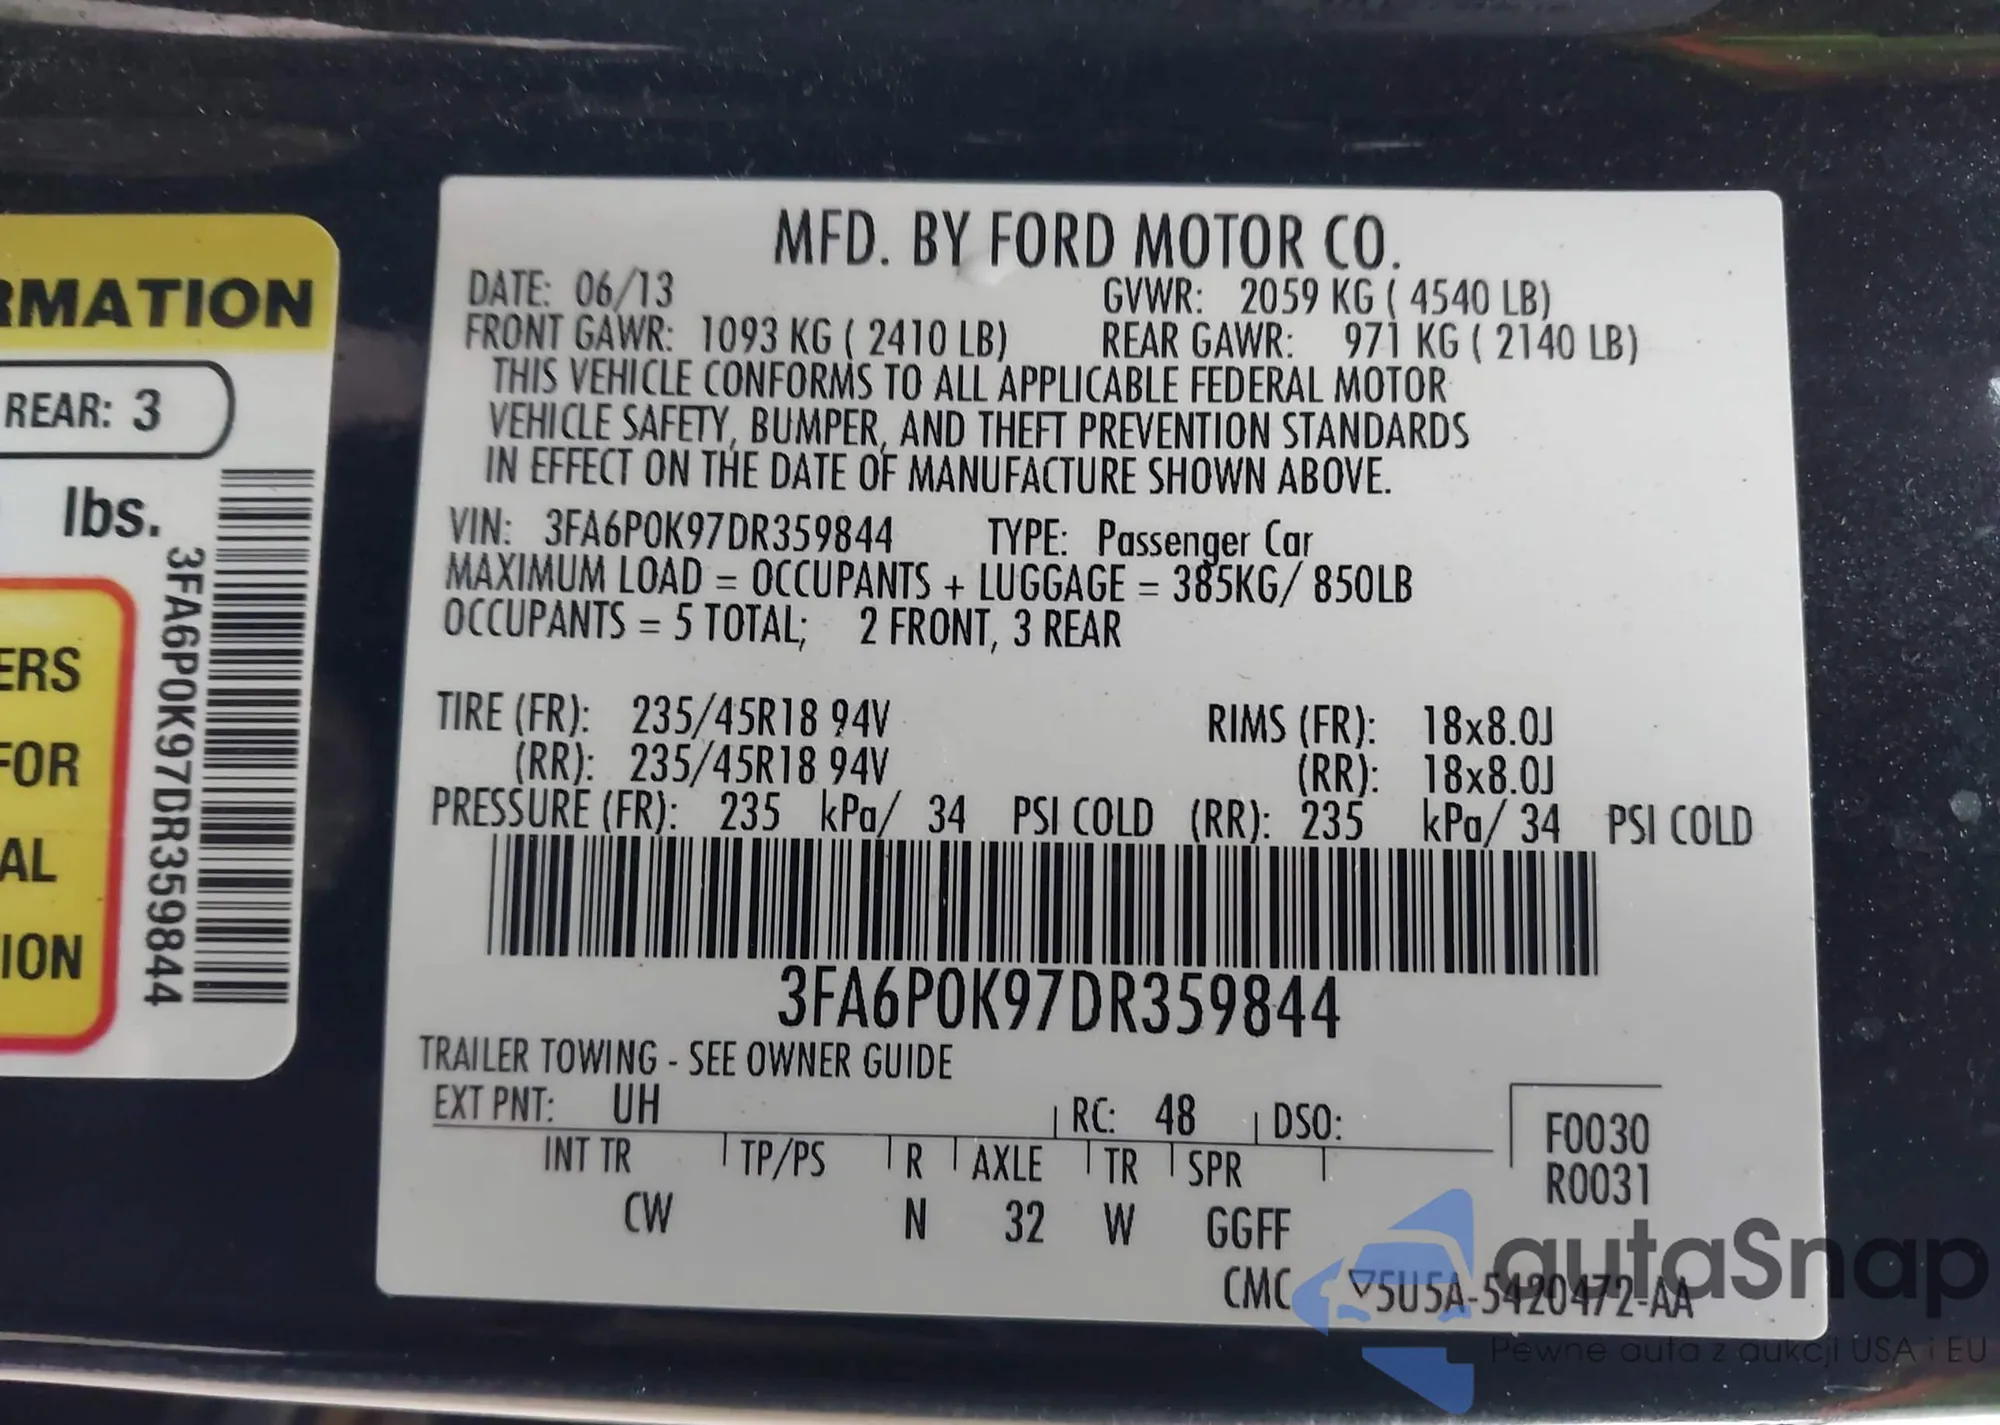 RMATION
REAR: 3
lbs.
3FA6P0K97DR359844
ERS
FOR
AL
ION
MFD. BY FORD MOTOR CO.
DATE: 06/13 GVWR: 2059 KG ( 4540 LB)
FRONT GAWR: 1093 KG ( 2410 LB) REAR GAWR: 971 KG ( 2140 LB)
THIS VEHICLE CONFORMS TO ALL APPLICABLE FEDERAL MOTOR
VEHICLE SAFETY, BUMPER, AND THEFT PREVENTION STANDARDS
IN EFFECT ON THE DATE OF MANUFACTURE SHOWN ABOVE.
VIN: 3FA6P0K97DR359844 TYPE: Passenger Car
MAXIMUM LOAD = OCCUPANTS + LUGGAGE = 385KG/ 850LB
OCCUPANTS = 5 TOTAL; 2 FRONT, 3 REAR
TIRE (FR): 235/45R18 94V RIMS (FR): 18x8.0J
(RR): 235/45R18 94V (RR): 18x8.0J
PRESSURE (FR): 235 kPa/ 34 PSI COLD (RR): 235 kPa/ 34 PSI COLD
3FA6P0K97DR359844
TRAILER TOWING - SEE OWNER GUIDE
EXT PNT: UH RC: 48 DSO:
INT TR TP/PS R AXLE TR SPR
F0030
R0031
CW N 32 W GGFF
CMC ▽5U5A-5420472-AA
autaSnap
Pewne auta z aukcji USA i EU